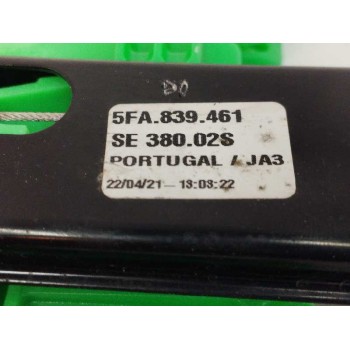 5FA.839.461
SE 380.02S
PORTUGAL / JA3
22/04/21 — 13:03:22